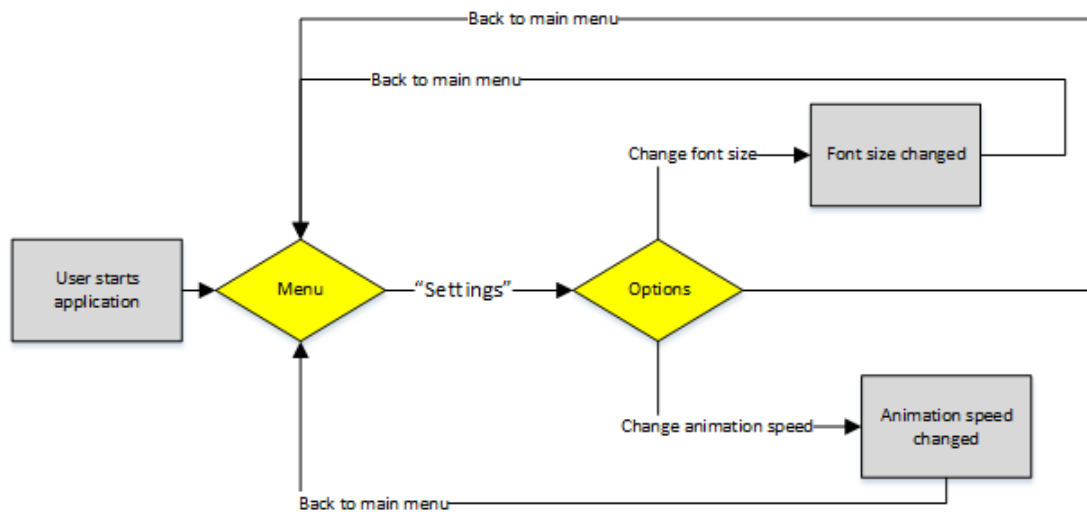 Back to main menu
Back to main menu
Change font size
Font size changed
User starts
application
Menu
“Settings”
Options
Change animation speed
Animation speed
changed
Back to main menu